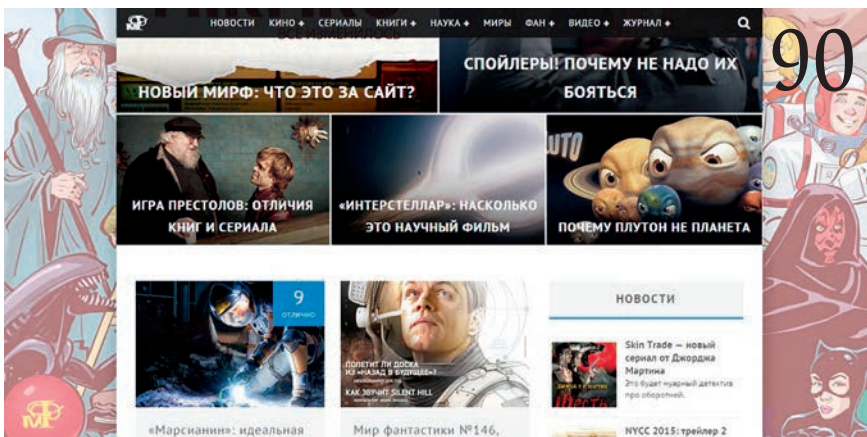 НОВОСТИ КИНО + СЕРИАЛЫ КНИГИ + НАУКА + МИРЫ ФАН + ВИДЕО + ЖУРНАЛ +
90
ВСЕ ИЗМЕНИЛОСЬ
НОВЫЙ МИРФ: ЧТО ЭТО ЗА САЙТ?
СПОЙЛЕРЫ! ПОЧЕМУ НЕ НАДО ИХ
БОЯТЬСЯ
ИГРА ПРЕСТОЛОВ: ОТЛИЧИЯ
КНИГ И СЕРИАЛА
«ИНТЕРСТЕЛЛАР»: НАСКОЛЬКО
ЭТО НАУЧНЫЙ ФИЛЬМ
UTO
ПОЧЕМУ ПЛУТОН НЕ ПЛАНЕТА
9
ОТЛИЧНО
«Марсианин»: идеальная
ПОЛЕТИТ ЛИ ДОСКА
ИЗ «НАЗАД В БУДУЩЕЕ»?
КАК ЗВУЧИТ SILENT HILL
Мир фантастики №146,
НОВОСТИ
Skin Trade — новый
сериал от Джорджа
Мартина
Это будет нуарный детектив
про оборотней.
NYCC 2015: трейлер 2